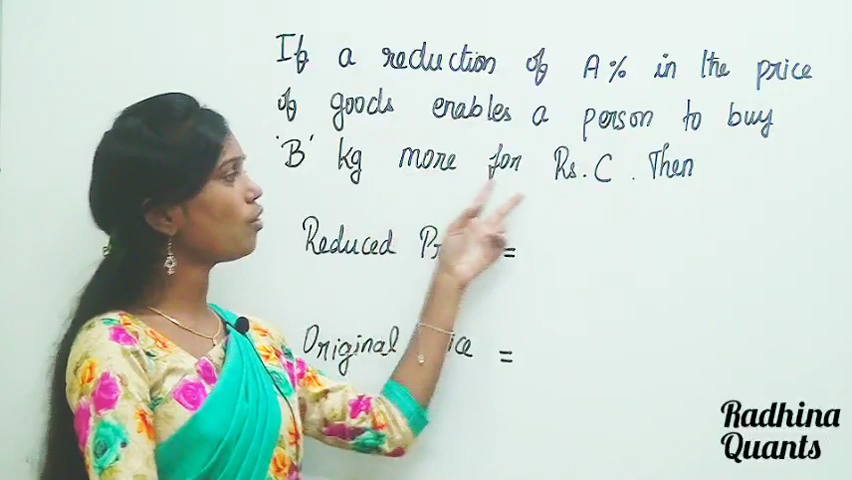 If a reduction of A% in the price
of goods enables a person to buy
'B' kg more for Rs. C. Then
Reduced =
Original =
Radhina
Quants